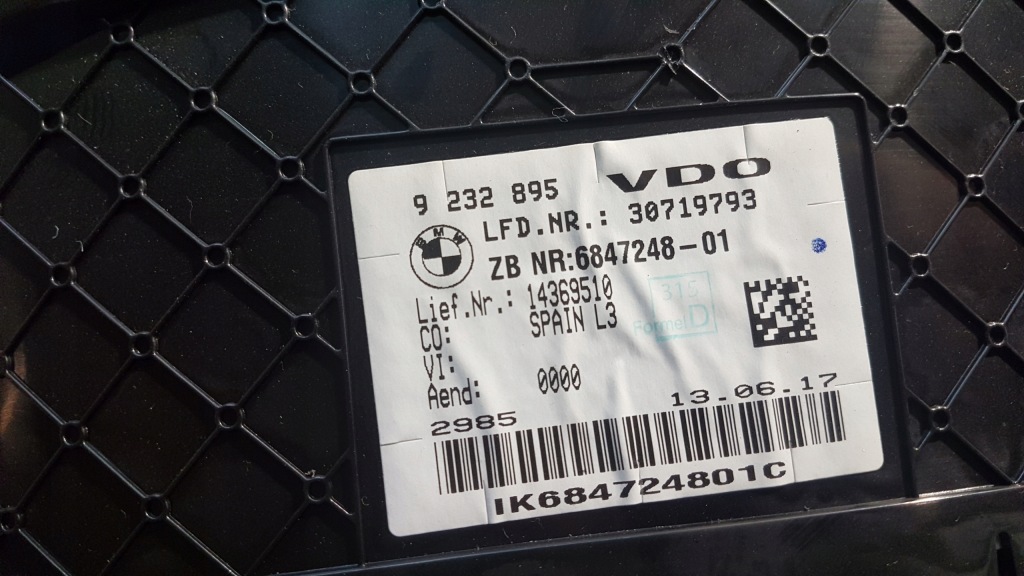 9 232 895 VDO
LFD.NR.: 30719793
BMW
ZB NR:6847248-01
Lief.Nr.: 14369510
CO: SPAIN L3
VI:
Aend: 0000
315
Formel D
2985 13.06.17
IK684724801C